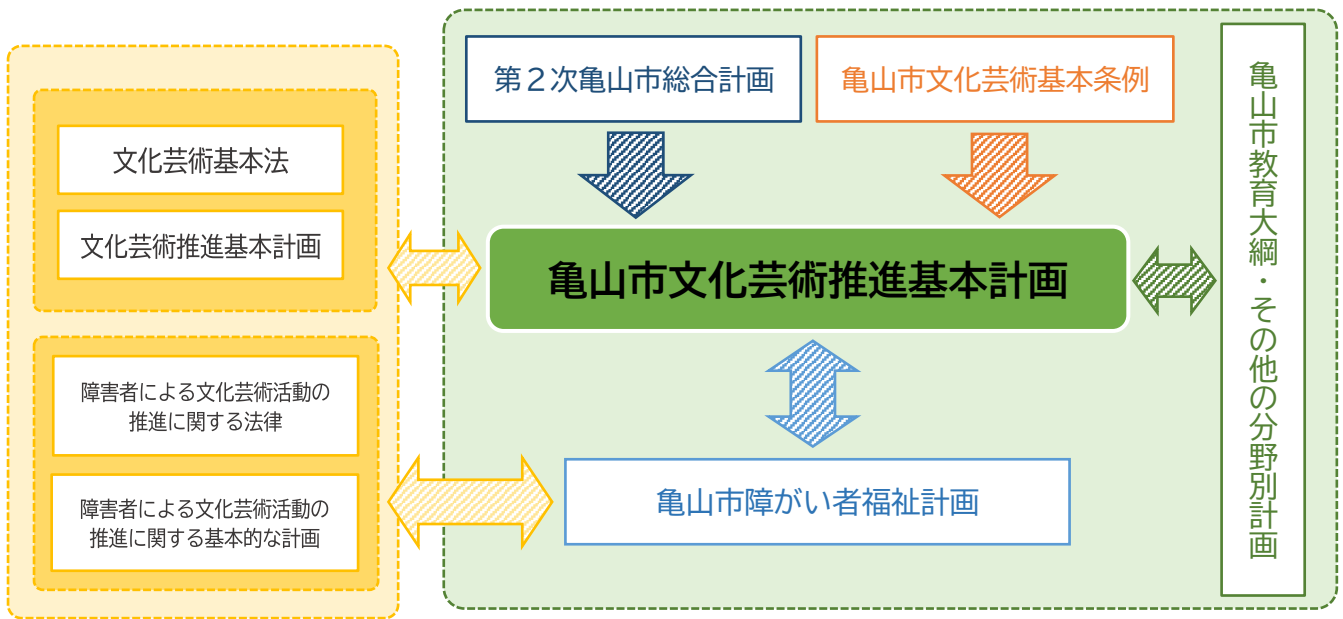 文化芸術基本法
文化芸術推進基本計画
障害者による文化芸術活動の
推進に関する法律
障害者による文化芸術活動の
推進に関する基本的な計画
第２次亀山市総合計画
亀山市文化芸術基本条例
亀山市文化芸術推進基本計画
亀山市障がい者福祉計画
亀山市教育大綱・その他の分野別計画